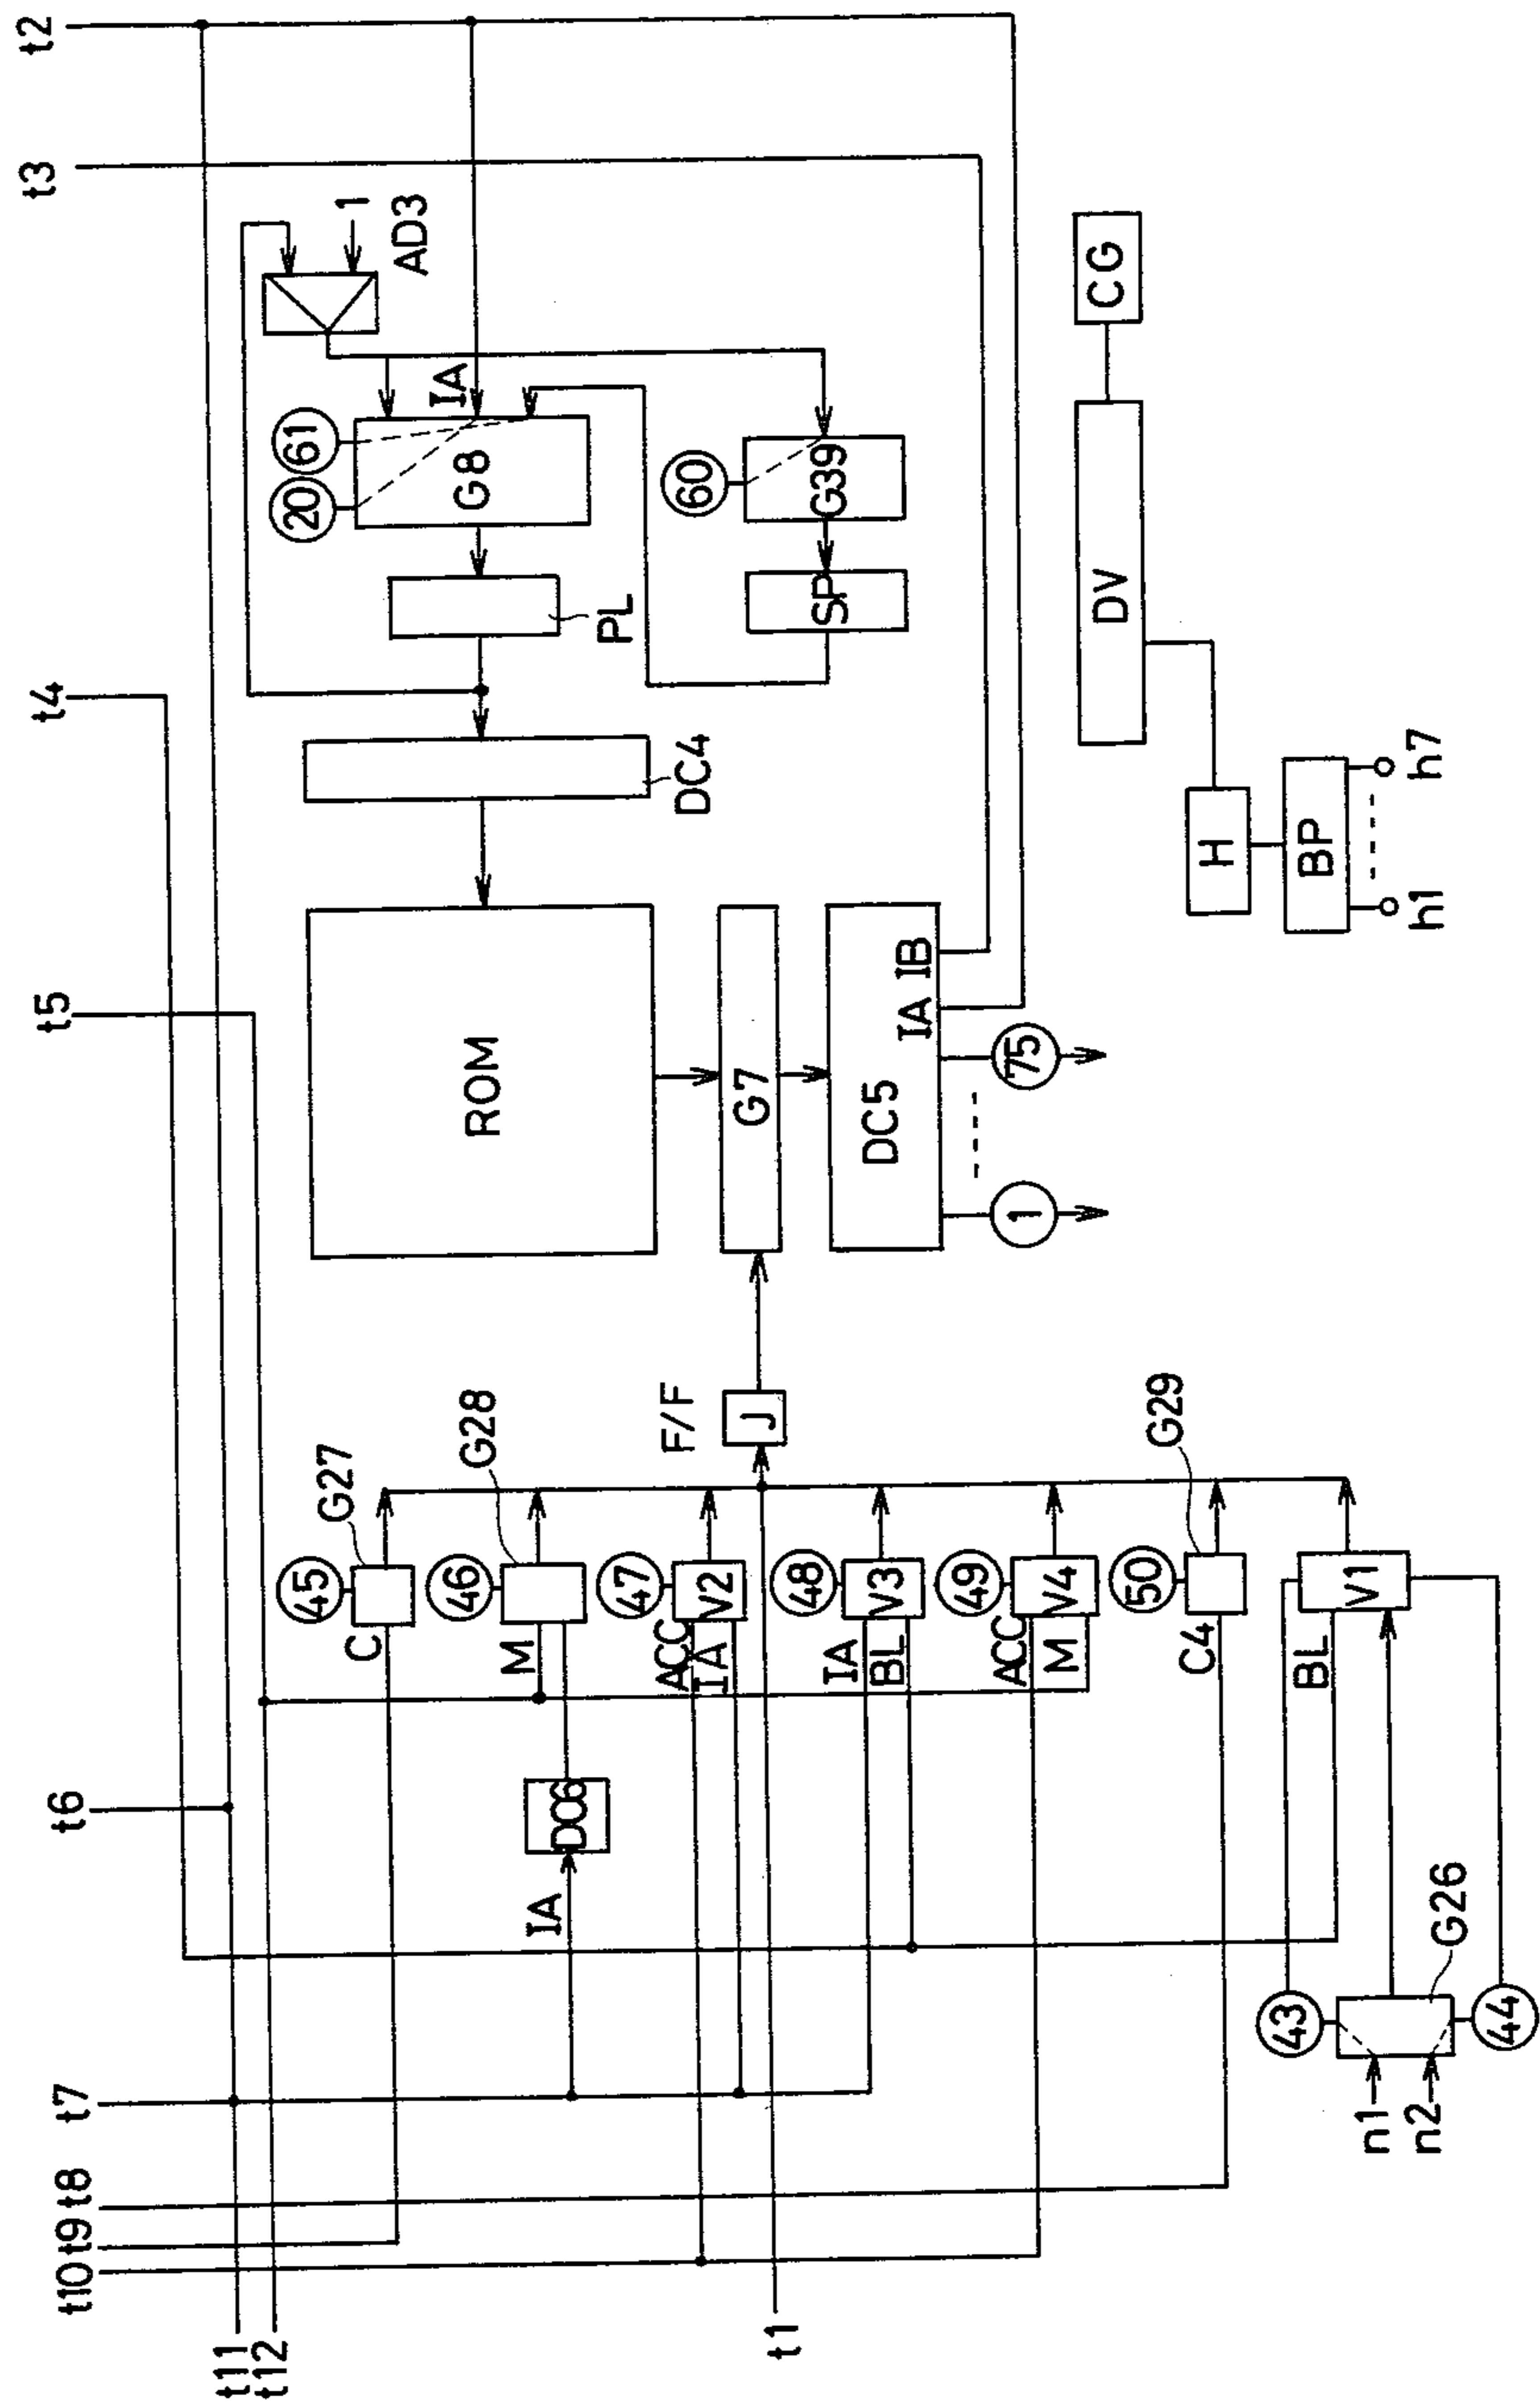 t10 t9 t8 t7 t6 t5 t4 t3 t2
t11
t12
t1
45
G27
C
46
G28
M
IA
DC6
47
ACC
IA
V2
48
IA
BL
V3
49
ACC
M
V4
50
C4
G29
BL
V1
43
44
G26
n1
n2
F/F
J
ROM
G7
DC5
IA IB
1
75
DC4
PL
20
61
G8
IA
1
AD3
60
G39
SP
CG
DV
H
BP
h1
h7